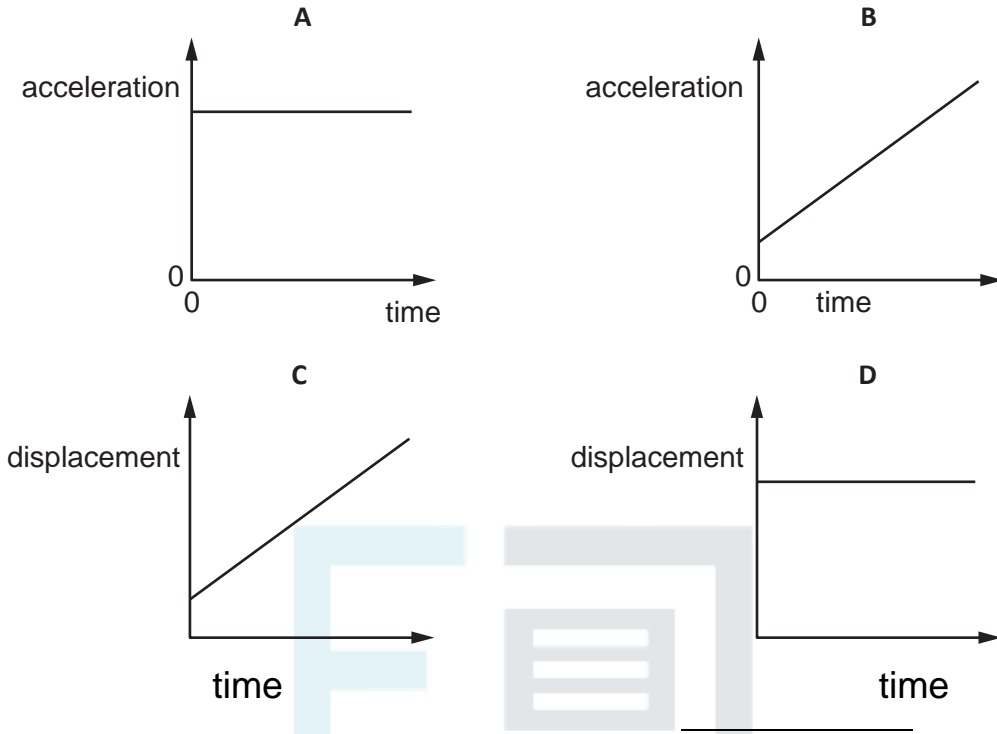 A
B
acceleration
acceleration
0
0
time
0
0
time
C
D
displacement
displacement
time
time